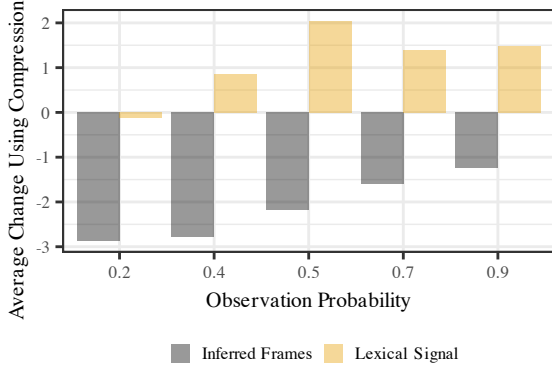 Average Change Using Compression
2
1
0
-1
-2
-3
0.2 0.4 0.5 0.7 0.9
Observation Probability
Inferred Frames Lexical Signal